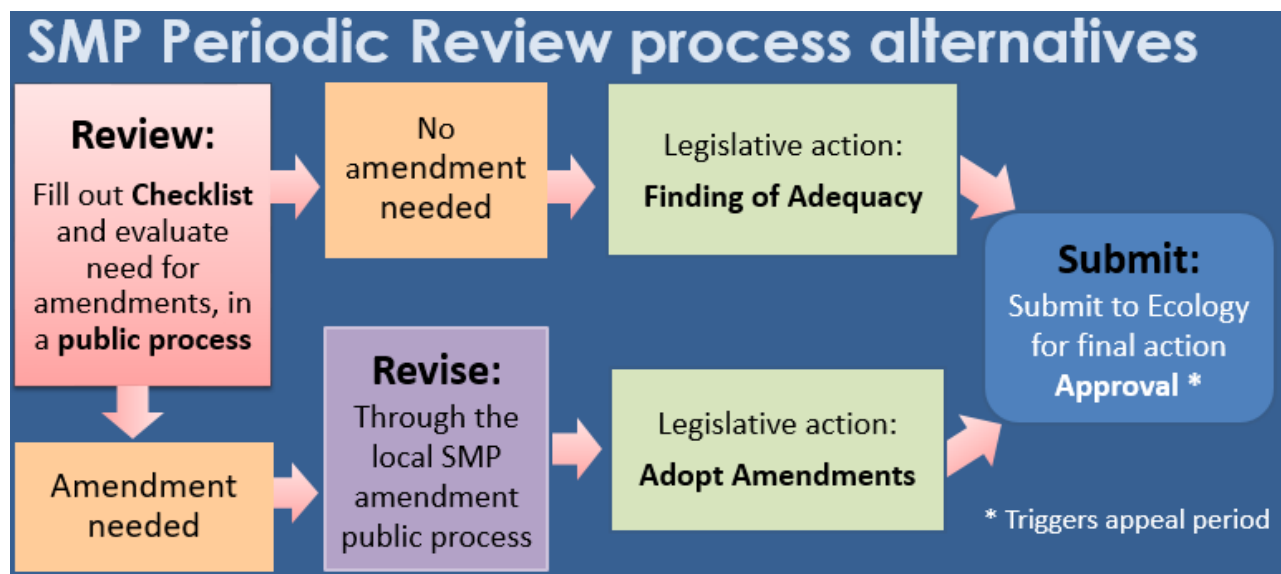 SMP Periodic Review process alternatives
Review:
Fill out Checklist
and evaluate
need for
amendments, in
a public process
No
amendment
needed
Legislative action:
Finding of Adequacy
Amendment
needed
Revise:
Through the
local SMP
amendment
public process
Legislative action:
Adopt Amendments
Submit:
Submit to Ecology
for final action
Approval *
* Triggers appeal period